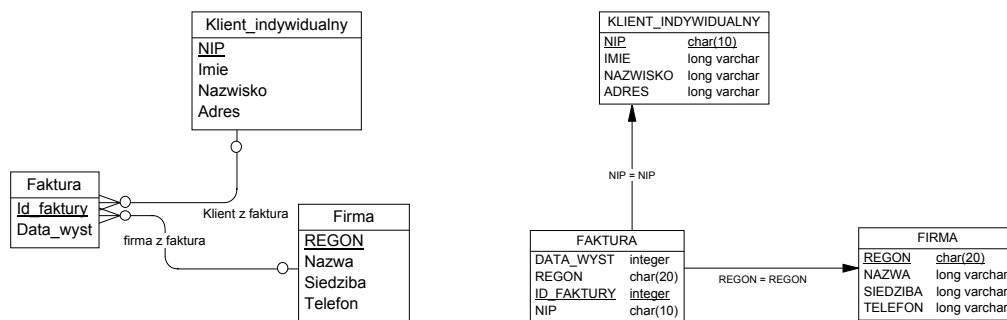 Klient_indywidualny
NIP
Imie
Nazwisko
Adres
Faktura
Id_faktury
Data_wyst
Klient z faktura
firma z faktura
Firma
REGON
Nazwa
Siedziba
Telefon
KLIENT_INDYWIDUALNY
NIP char(10)
IMIE long varchar
NAZWISKO long varchar
ADRES long varchar
NIP = NIP
FAKTURA
DATA_WYST integer
REGON char(20)
ID_FAKTURY integer
NIP char(10)
REGON = REGON
FIRMA
REGON char(20)
NAZWA long varchar
SIEDZIBA long varchar
TELEFON long varchar